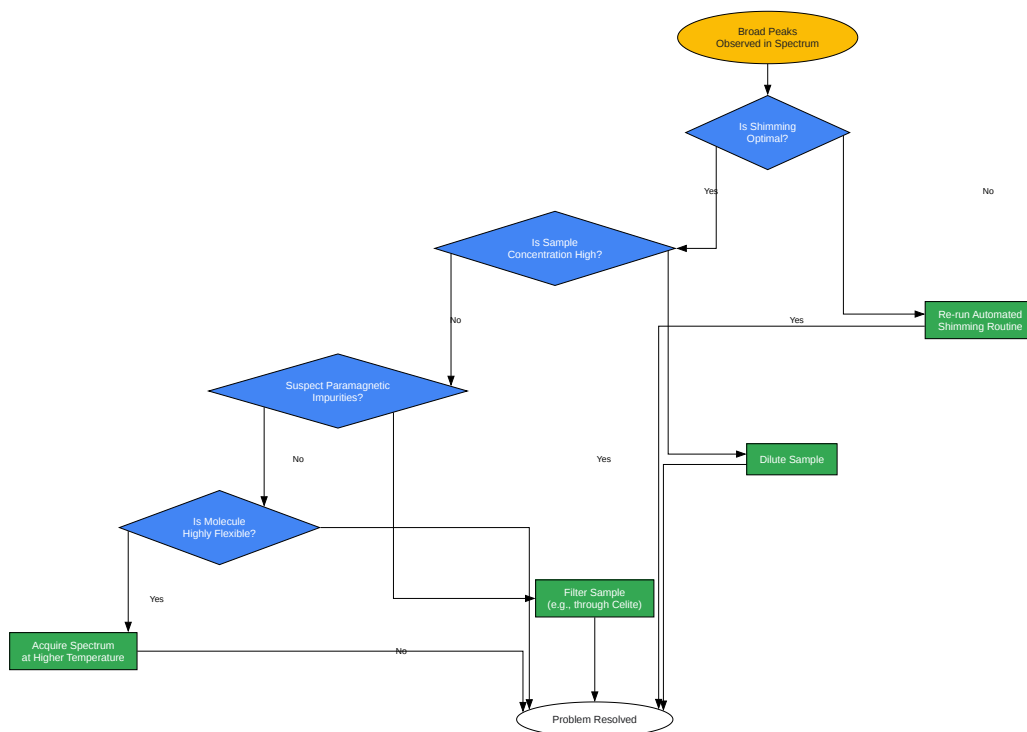 Broad Peaks
Observed in Spectrum
Is Shimming
Optimal?
Yes
No
Is Sample
Concentration High?
No
Yes
Re-run Automated
Shimming Routine
Suspect Paramagnetic
Impurities?
No
Yes
Dilute Sample
Is Molecule
Highly Flexible?
Yes
Filter Sample
(e.g., through Celite)
Acquire Spectrum
at Higher Temperature
No
Problem Resolved